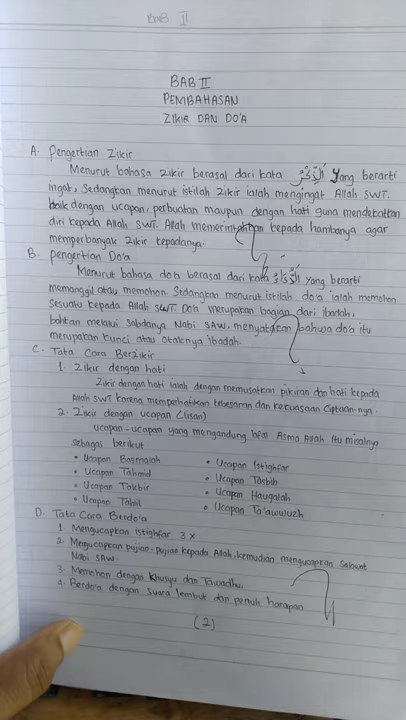 BAB II
BAB II
PEMBAHASAN
ZIKIR DAN DO'A
A. Pengertian Zikir
Menurut bahasa zikir berasal dari kata الذِّكْرُ yang berarti
ingat, sedangkan menurut istilah zikir ialah mengingat Allah SWT.
baik dengan ucapan, perbuatan maupun dengan hati guna mendekatkan
diri kepada Allah SWT. Allah memerintahkan kepada hambanya agar
memperbanyak zikir kepadanya.
B. pengertian Do'a
Menurut bahasa do'a berasal dari kata الدُّعَاءُ yang berarti
memanggil atau memohon. Sedangkan menurut istilah do'a ialah memohon
sesuatu kepada Allah SWT. Do'a merupakan bagian dari ibadah,
bahkan melalui sabdanya Nabi SAW, menyatakan bahwa do'a itu
merupakan kunci atau otaknya ibadah.
C. Tata Cara Berzikir
1. Zikir dengan hati
Zikir dengan hati ialah dengan memusatkan pikiran dan hati kepada
Allah SWT karena memperhatikan kebesaran dan kekuasaan Ciptaan-nya.
2. Zikir dengan ucapan (lisan)
Ucapan-ucapan yang mengandung lafal Asma Allah itu misalnya
sebagai berikut
• Ucapan Basmalah
• Ucapan Tahmid
• Ucapan Takbir
• Ucapan Tahlil
• Ucapan Istighfar
• Ucapan Tasbih
• Ucapan Hauqalah
• Ucapan Ta'awuluzh
D. Tata Cara Berdo'a
1. Mengucapkan Istighfar 3x
2. Mengucapkan pujian-pujian kepada Allah, kemudian mengucapkan Salawat
Nabi SAW.
3. Memohon dengan khusyu dan Tawadhu,
4. Berdo'a dengan suara lembut dan penuh harapan
(2)